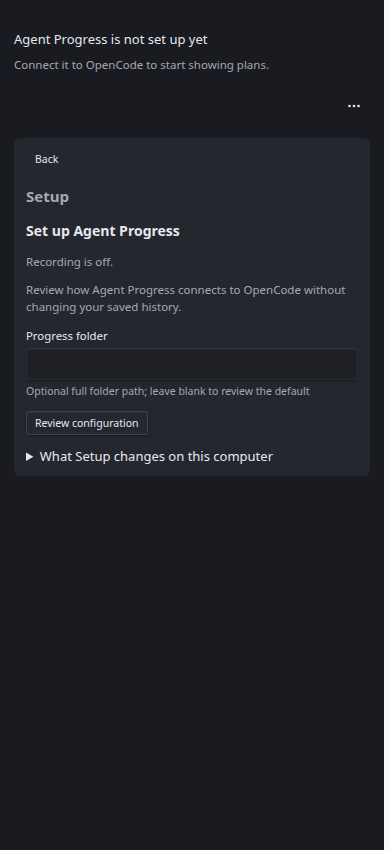 Agent Progress is not set up yet
Connect it to OpenCode to start showing plans.
...
Back
Setup
Set up Agent Progress
Recording is off.
Review how Agent Progress connects to OpenCode without
changing your saved history.
Progress folder
Optional full folder path; leave blank to review the default
Review configuration
What Setup changes on this computer